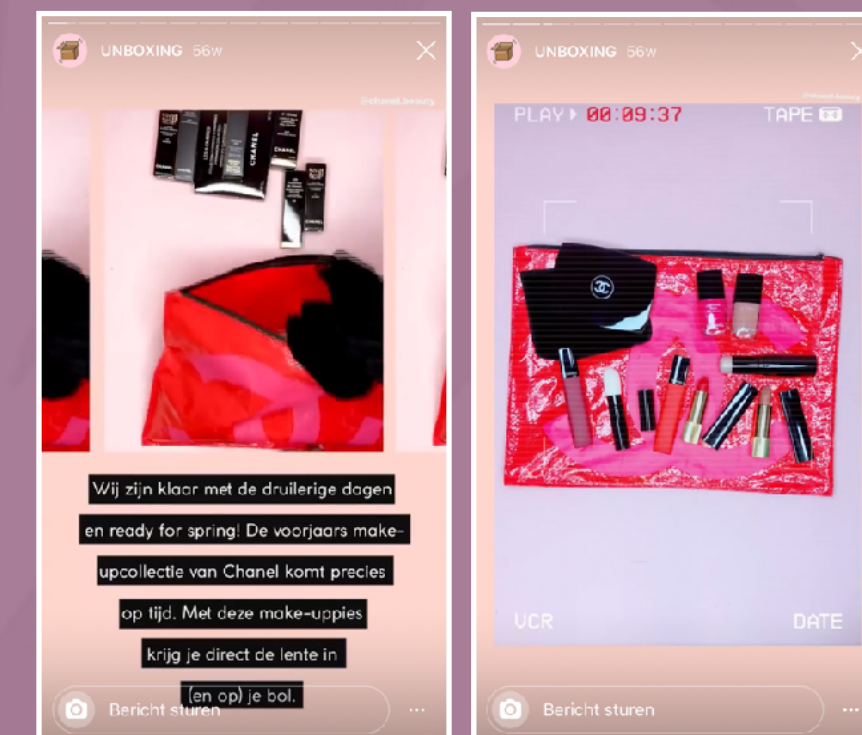 UNBOXING 56w
@chanel.beauty
CHANEL
CHANEL
Wij zijn klaar met de druilerige dagen
en ready for spring! De voorjaars make-
upcollectie van Chanel komt precies
op tijd. Met deze make-uppies
krijg je direct de lente in
(en op) je bol.
Bericht sturen
UNBOXING 56w
@chanel.beauty
PLAY 00:09:37
TAPE
VCR
DATE
Bericht sturen